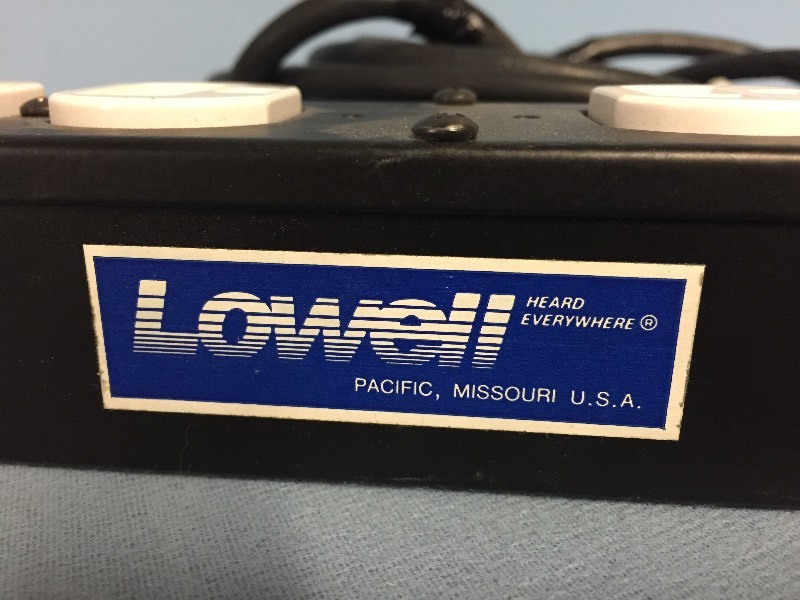 Lowell
HEARD
EVERYWHERE®
PACIFIC, MISSOURI U.S.A.